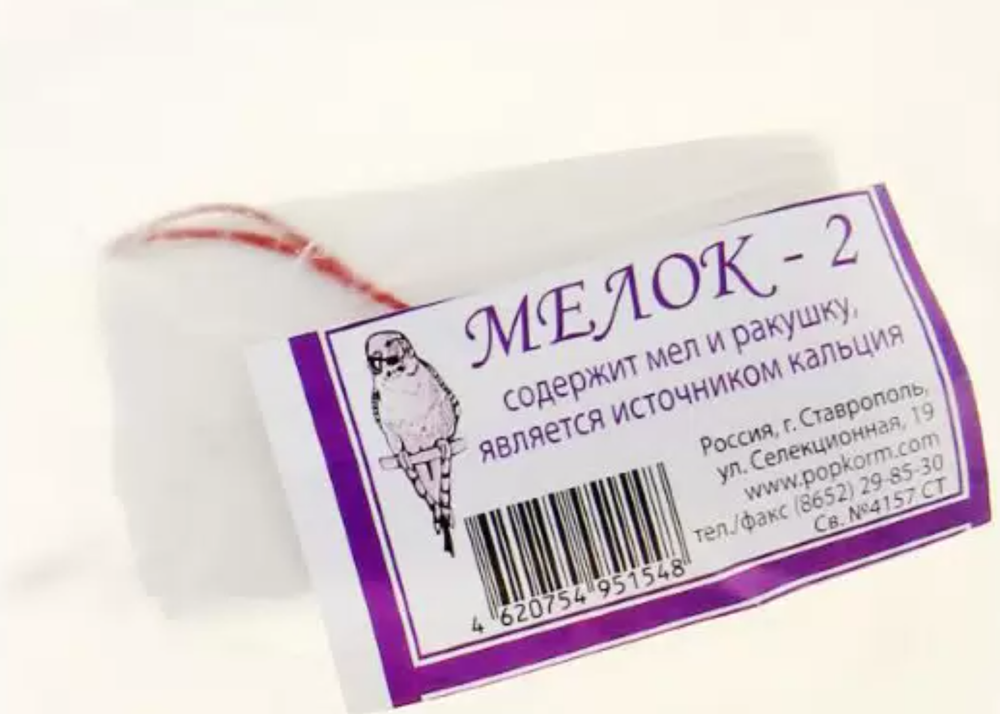 МЕЛОК - 2
содержит мел и ракушку,
является источником кальция
Россия, г. Ставрополь,
ул. Селекционная, 19
www.popkorm.com
тел./факс (8652) 29-85-30
Св. №4157 СТ
4 620754 951548